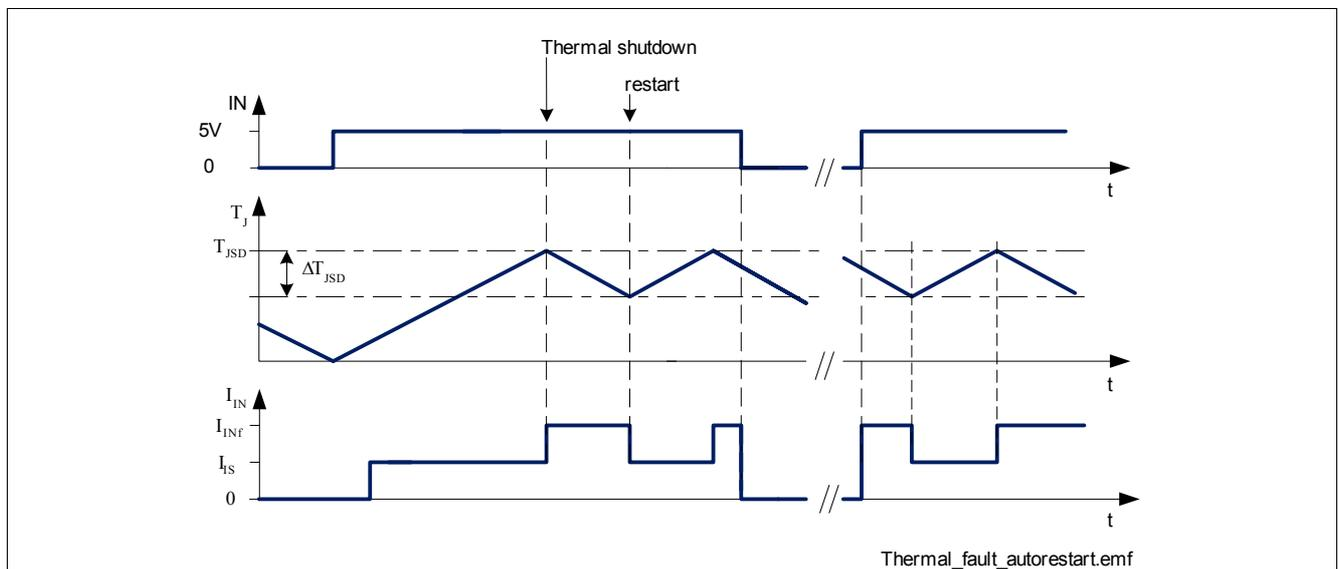 Thermal shutdown
restart
IN
5V
0
t
T_J
T_JSD
ΔT_JSD
t
I_IN
I_INf
I_IS
0
t
Thermal_fault_autorestart.emf